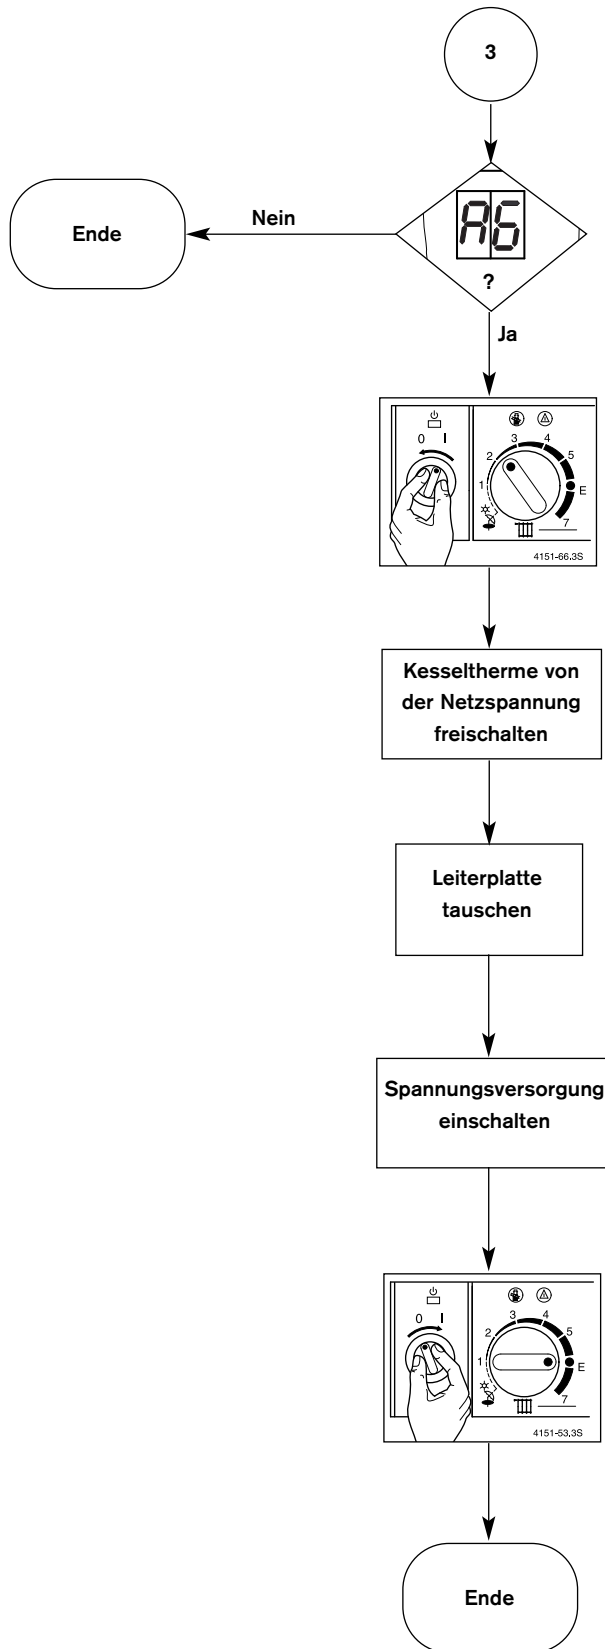 3
A6
?
Nein
Ende
Ja
0 I
1 2 3 4 5 E 7
4151-66.3S
Kesseltherme von
der Netzspannung
freischalten
Leiterplatte
tauschen
Spannungsversorgung
einschalten
0 I
1 2 3 4 5 E 7
4151-53.3S
Ende